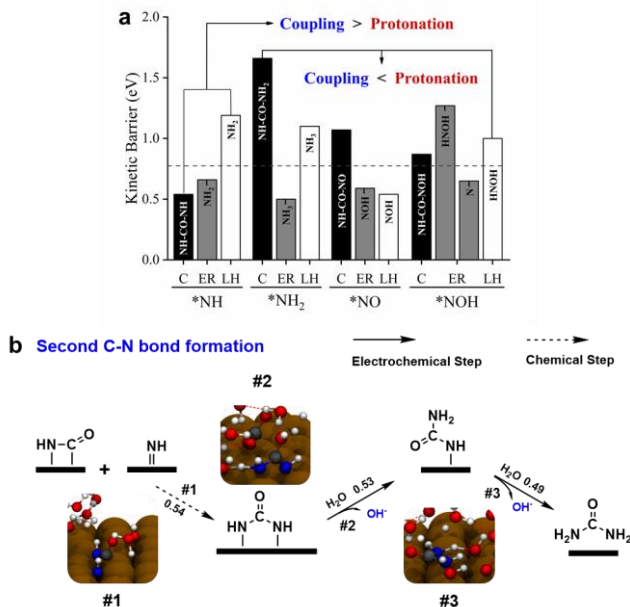 a
Coupling > Protonation
Coupling < Protonation
Kinetic Barrier (eV)
2.0
1.5
1.0
0.5
0.0
NH-CO-NH
NH₂
NH₂
NH-CO-NH₂
NH₃
NH₃
NH-CO-NO
NOH
NOH
NH-CO-NOH
HNOH
N
HNOH
C ER LH C ER LH C ER LH C ER LH
*NH *NH₂ *NO *NOH
b Second C-N bond formation
Electrochemical Step
Chemical Step
#2
HN C O
+
NH
#1
0.54
#1
O
HN NH
H₂O 0.53
#2
OH⁻
NH₂
O
NH
#3
H₂O 0.49
#3
OH⁻
O
H₂N NH₂